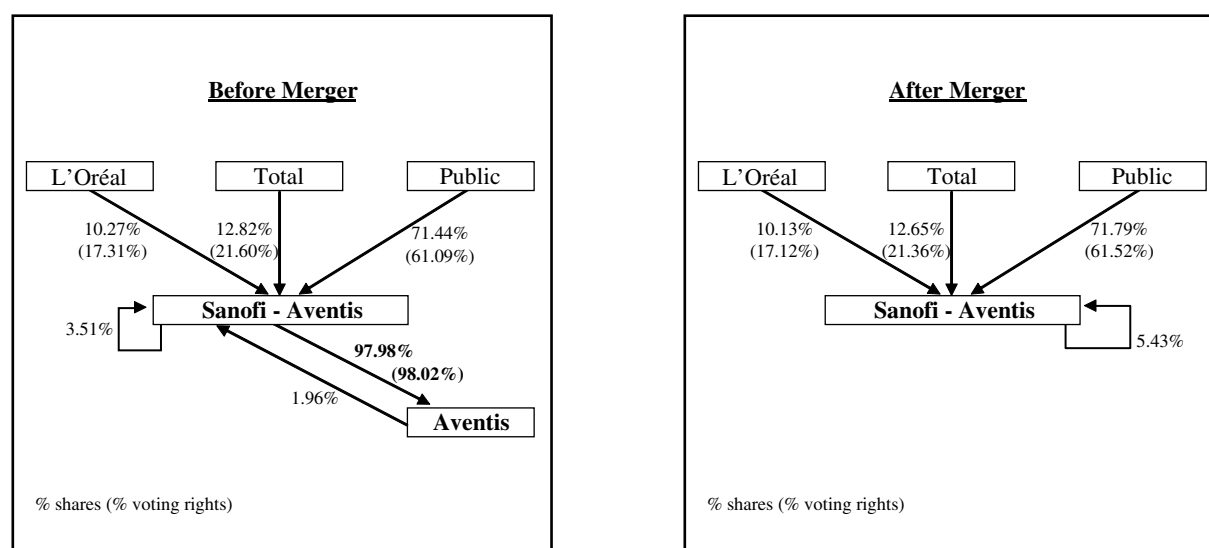 Before Merger
L'Oréal
Total
Public
10.27%
(17.31%)
12.82%
(21.60%)
71.44%
(61.09%)
Sanofi - Aventis
3.51%
97.98%
(98.02%)
1.96%
Aventis
% shares (% voting rights)
After Merger
L'Oréal
Total
Public
10.13%
(17.12%)
12.65%
(21.36%)
71.79%
(61.52%)
Sanofi - Aventis
5.43%
% shares (% voting rights)